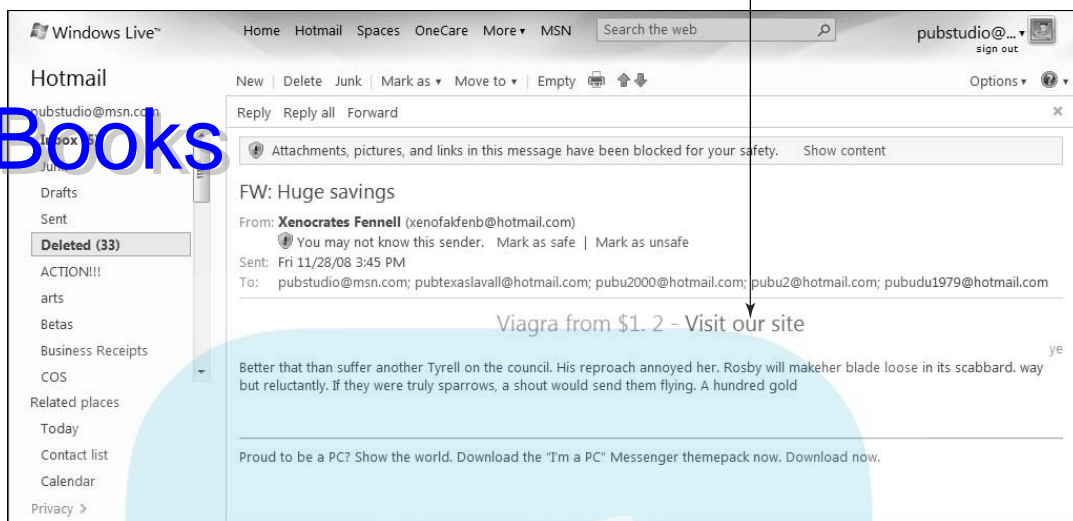 Windows Live™ Home Hotmail Spaces OneCare More MSN Search the web pubstudio@...
sign out
Hotmail New | Delete Junk | Mark as Move to | Empty Options
pubstudio@msn.com Reply Reply all Forward
Books
Inbox (5) Attachments, pictures, and links in this message have been blocked for your safety. Show content
Junk
Drafts FW: Huge savings
Sent From: Xenocrates Fennell (xenofakfenb@hotmail.com)
Deleted (33) You may not know this sender. Mark as safe | Mark as unsafe
Sent: Fri 11/28/08 3:45 PM
ACTION!!! To: pubstudio@msn.com; pubtexaslavall@hotmail.com; pubu2000@hotmail.com; pubu2@hotmail.com; pubudu1979@hotmail.com
arts
Betas Viagra from $1. 2 - Visit our site
Business Receipts ye
COS Better that than suffer another Tyrell on the council. His reproach annoyed her. Rosby will makeher blade loose in its scabbard. way
but reluctantly. If they were truly sparrows, a shout would send them flying. A hundred gold
Related places
Today
Contact list Proud to be a PC? Show the world. Download the "I'm a PC" Messenger themepack now. Download now.
Calendar
Privacy >